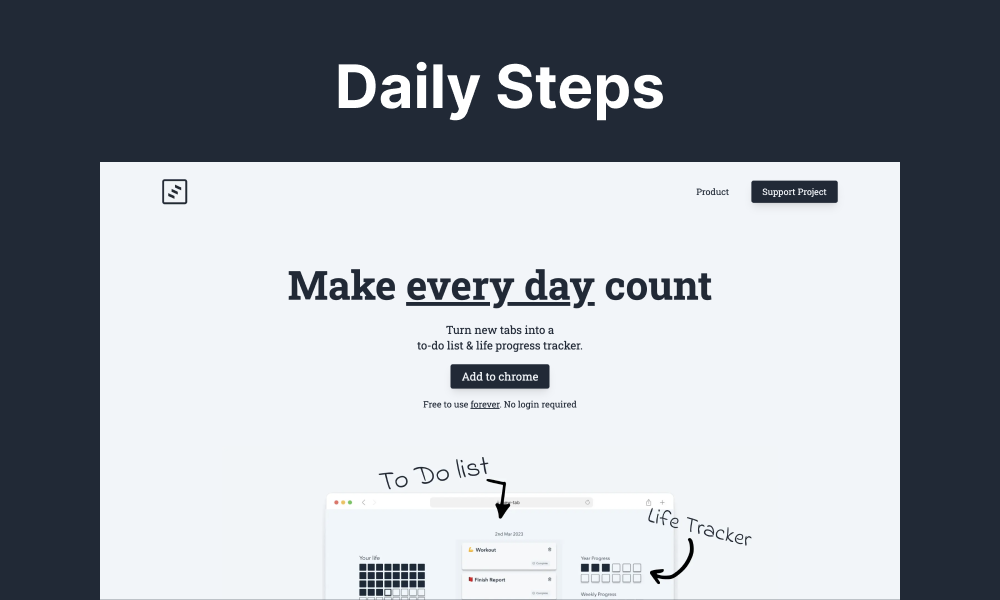 Daily Steps
Product
Support Project
Make every day count
Turn new tabs into a
to-do list & life progress tracker.
Add to chrome
Free to use forever. No login required
To Do list
Life Tracker
2nd Mar 2023
Your life
Workout
Year Progress
Finish Report
Weekly Progress